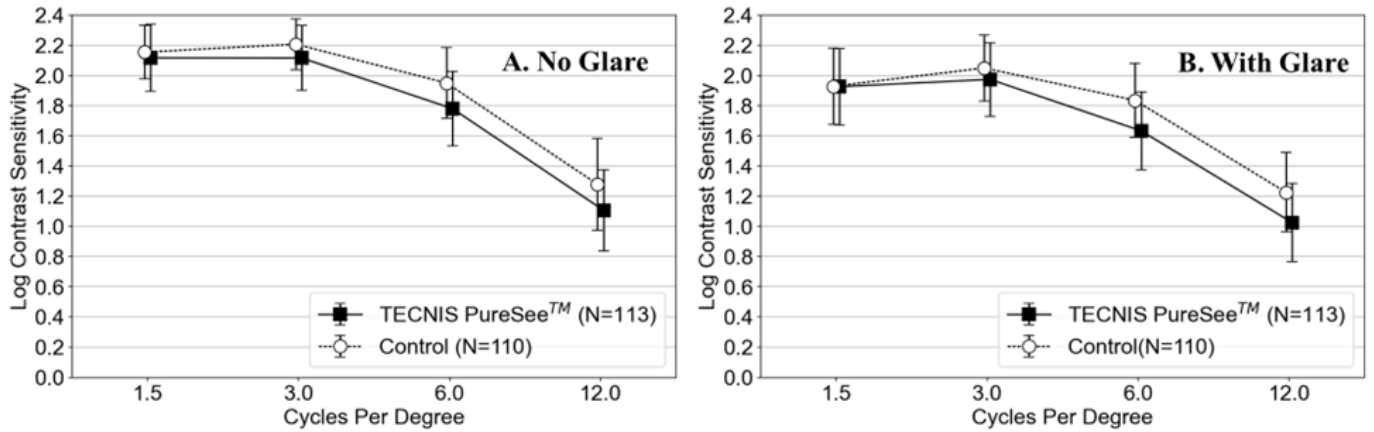 A. No Glare
Log Contrast Sensitivity
2.4
2.2
2.0
1.8
1.6
1.4
1.2
1.0
0.8
0.6
0.4
0.2
0.0
TECNIS PureSee™ (N=113)
Control (N=110)
1.5 3.0 6.0 12.0
Cycles Per Degree
B. With Glare
Log Contrast Sensitivity
2.4
2.2
2.0
1.8
1.6
1.4
1.2
1.0
0.8
0.6
0.4
0.2
0.0
TECNIS PureSee™ (N=113)
Control(N=110)
1.5 3.0 6.0 12.0
Cycles Per Degree